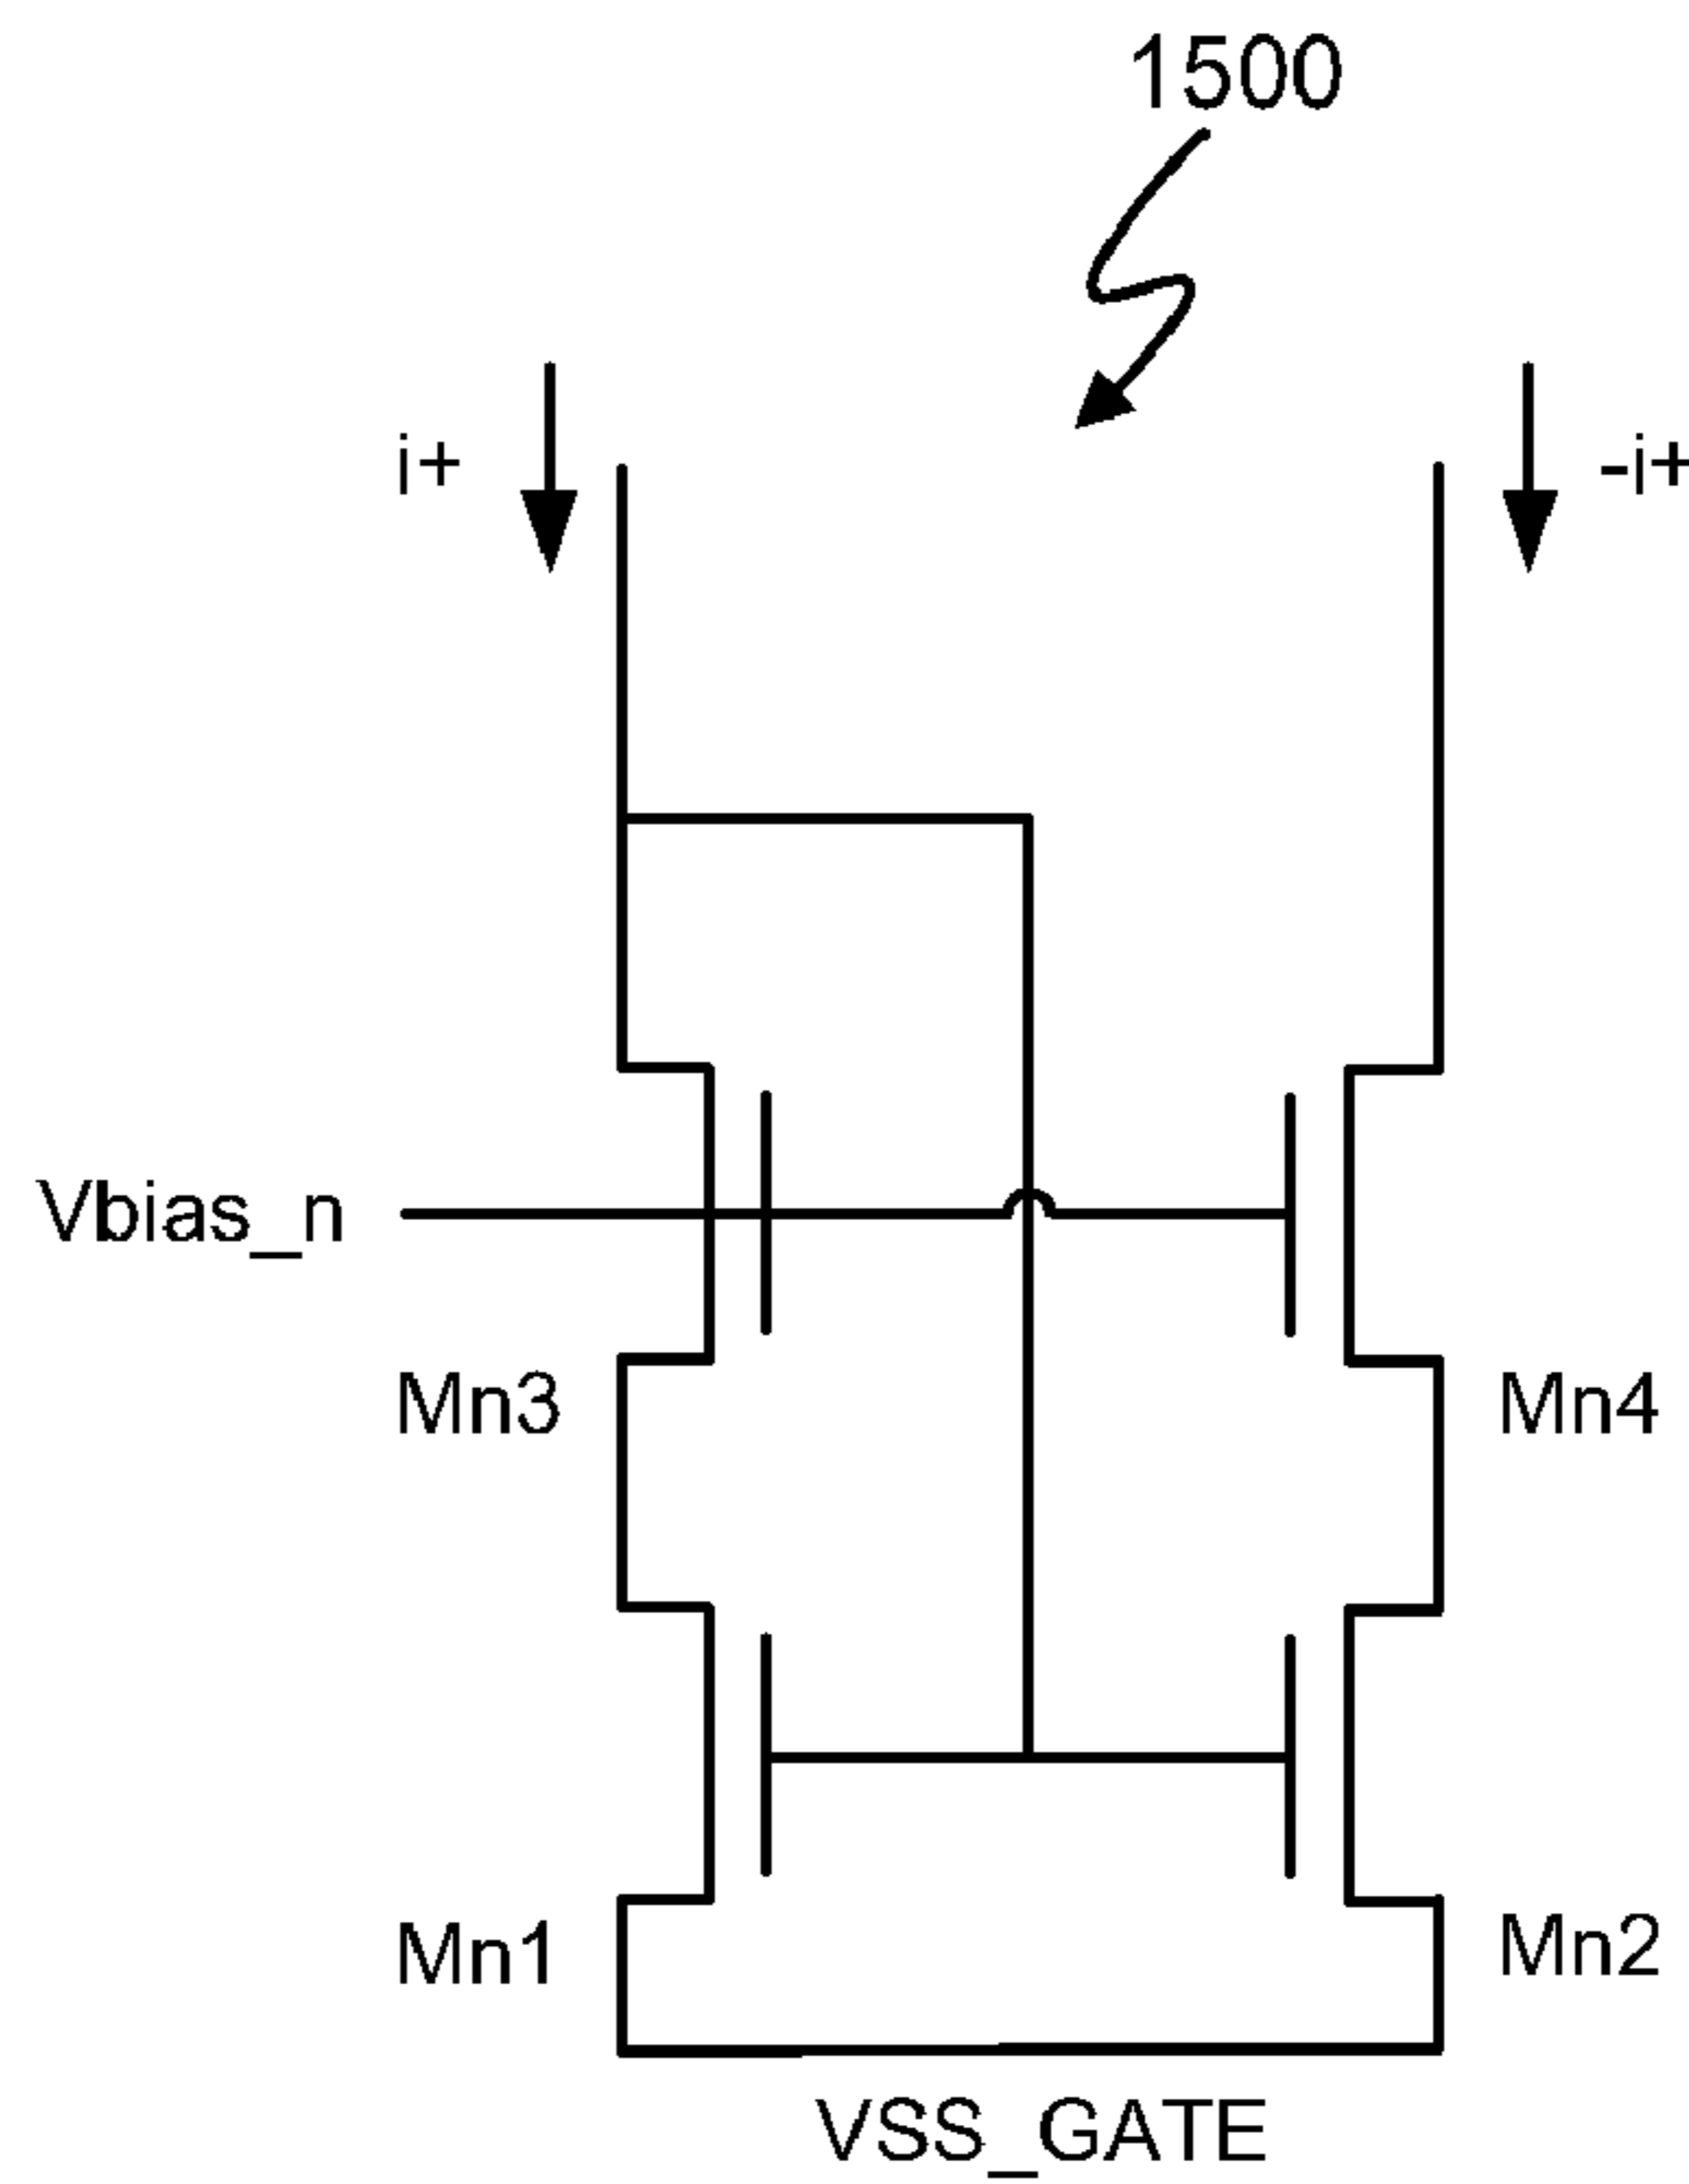 1500
i+
-i+
Vbias_n
Mn3
Mn4
Mn1
Mn2
VSS_GATE